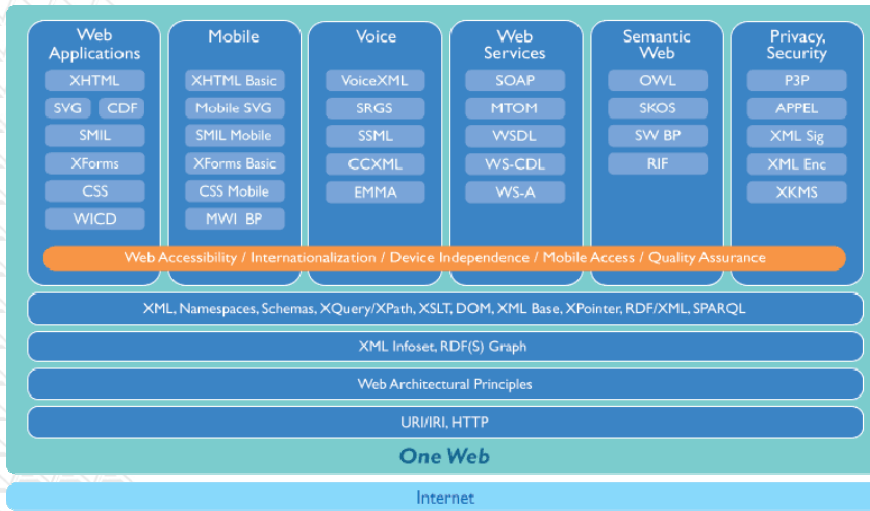 Web
Applications
XHTML
SVG CDF
SMIL
XForms
CSS
WICD
Mobile
XHTML Basic
Mobile SVG
SMIL Mobile
XForms Basic
CSS Mobile
MWI BP
Voice
VoiceXML
SRGS
SSML
CCXML
EMMA
Web
Services
SOAP
MTOM
WSDL
WS-CDL
WS-A
Semantic
Web
OWL
SKOS
SW BP
RIF
Privacy,
Security
P3P
APPEL
XML Sig
XML Enc
XKMS
Web Accessibility / Internationalization / Device Independence / Mobile Access / Quality Assurance
XML, Namespaces, Schemas, XQuery/XPath, XSLT, DOM, XML Base, XPointer, RDF/XML, SPARQL
XML Infoset, RDF(S) Graph
Web Architectural Principles
URI/IRI, HTTP
One Web
Internet